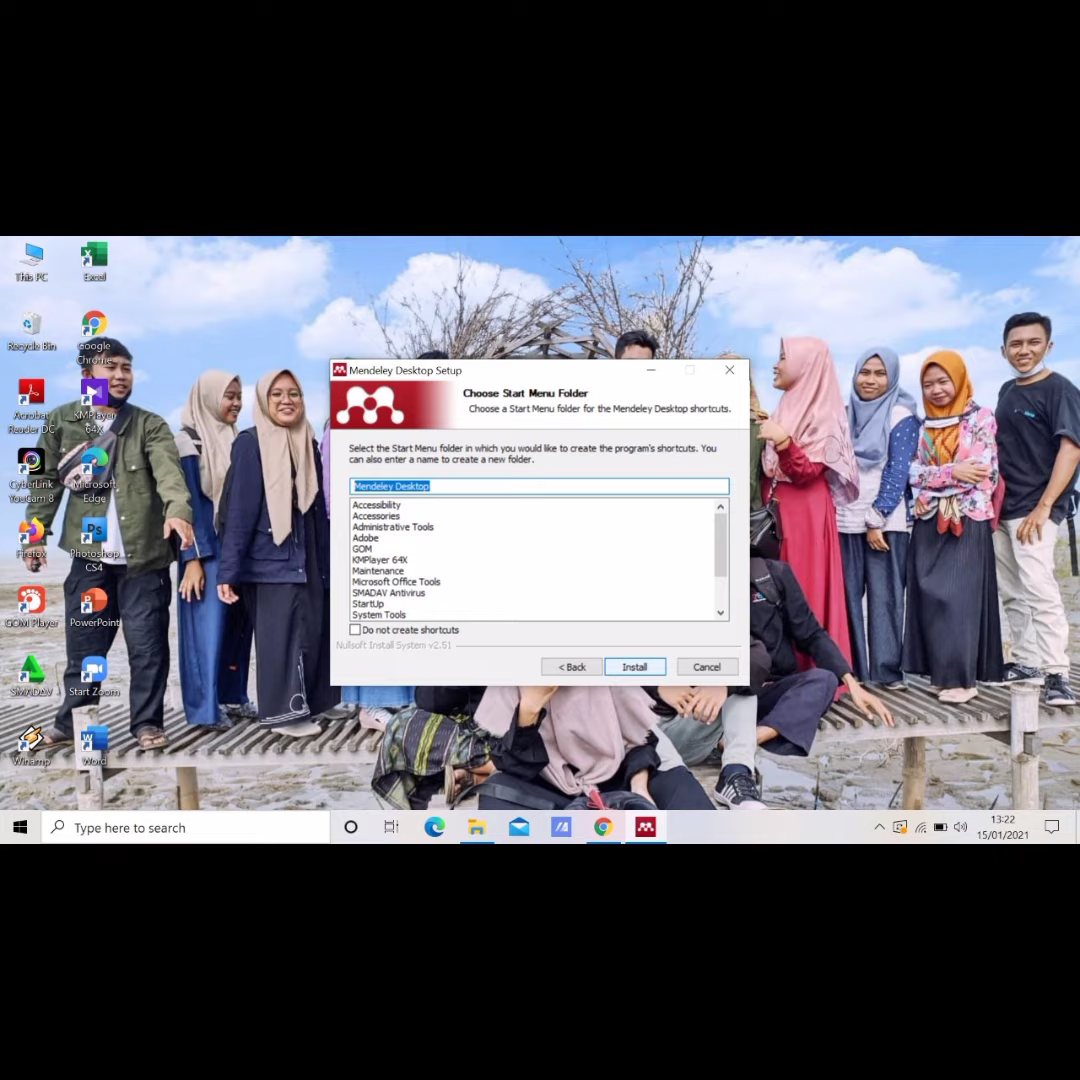 This PC
Excel
Recycle Bin
Google
Chrome
Acrobat
Reader DC
KMPlayer
64X
CyberLink
YouCam 8
Microsoft
Edge
Firefox
Photoshop
CS4
GOM Player
PowerPoint
SMADAV
Start Zoom
Winamp
Word
Mendeley Desktop Setup
Choose Start Menu Folder
Choose a Start Menu folder for the Mendeley Desktop shortcuts.
Select the Start Menu folder in which you would like to create the program's shortcuts. You
can also enter a name to create a new folder.
Mendeley Desktop
Accessibility
Accessories
Administrative Tools
Adobe
GOM
KMPlayer 64X
Maintenance
Microsoft Office Tools
SMADAV Antivirus
StartUp
System Tools
Do not create shortcuts
Nullsoft Install System v2.51
< Back
Install
Cancel
Type here to search
13:22
15/01/2021